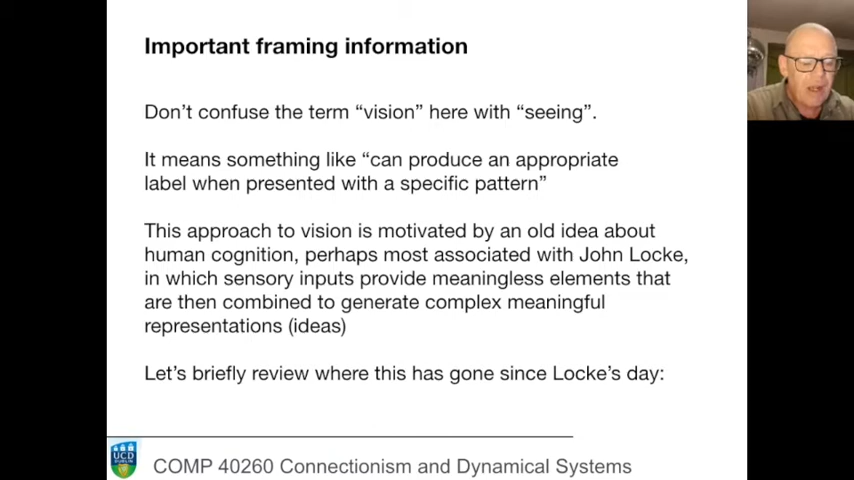 Important framing information
Don't confuse the term “vision” here with “seeing”.
It means something like “can produce an appropriate
label when presented with a specific pattern”
This approach to vision is motivated by an old idea about
human cognition, perhaps most associated with John Locke,
in which sensory inputs provide meaningless elements that
are then combined to generate complex meaningful
representations (ideas)
Let's briefly review where this has gone since Locke's day:
UCD
DUBLIN
COMP 40260 Connectionism and Dynamical Systems